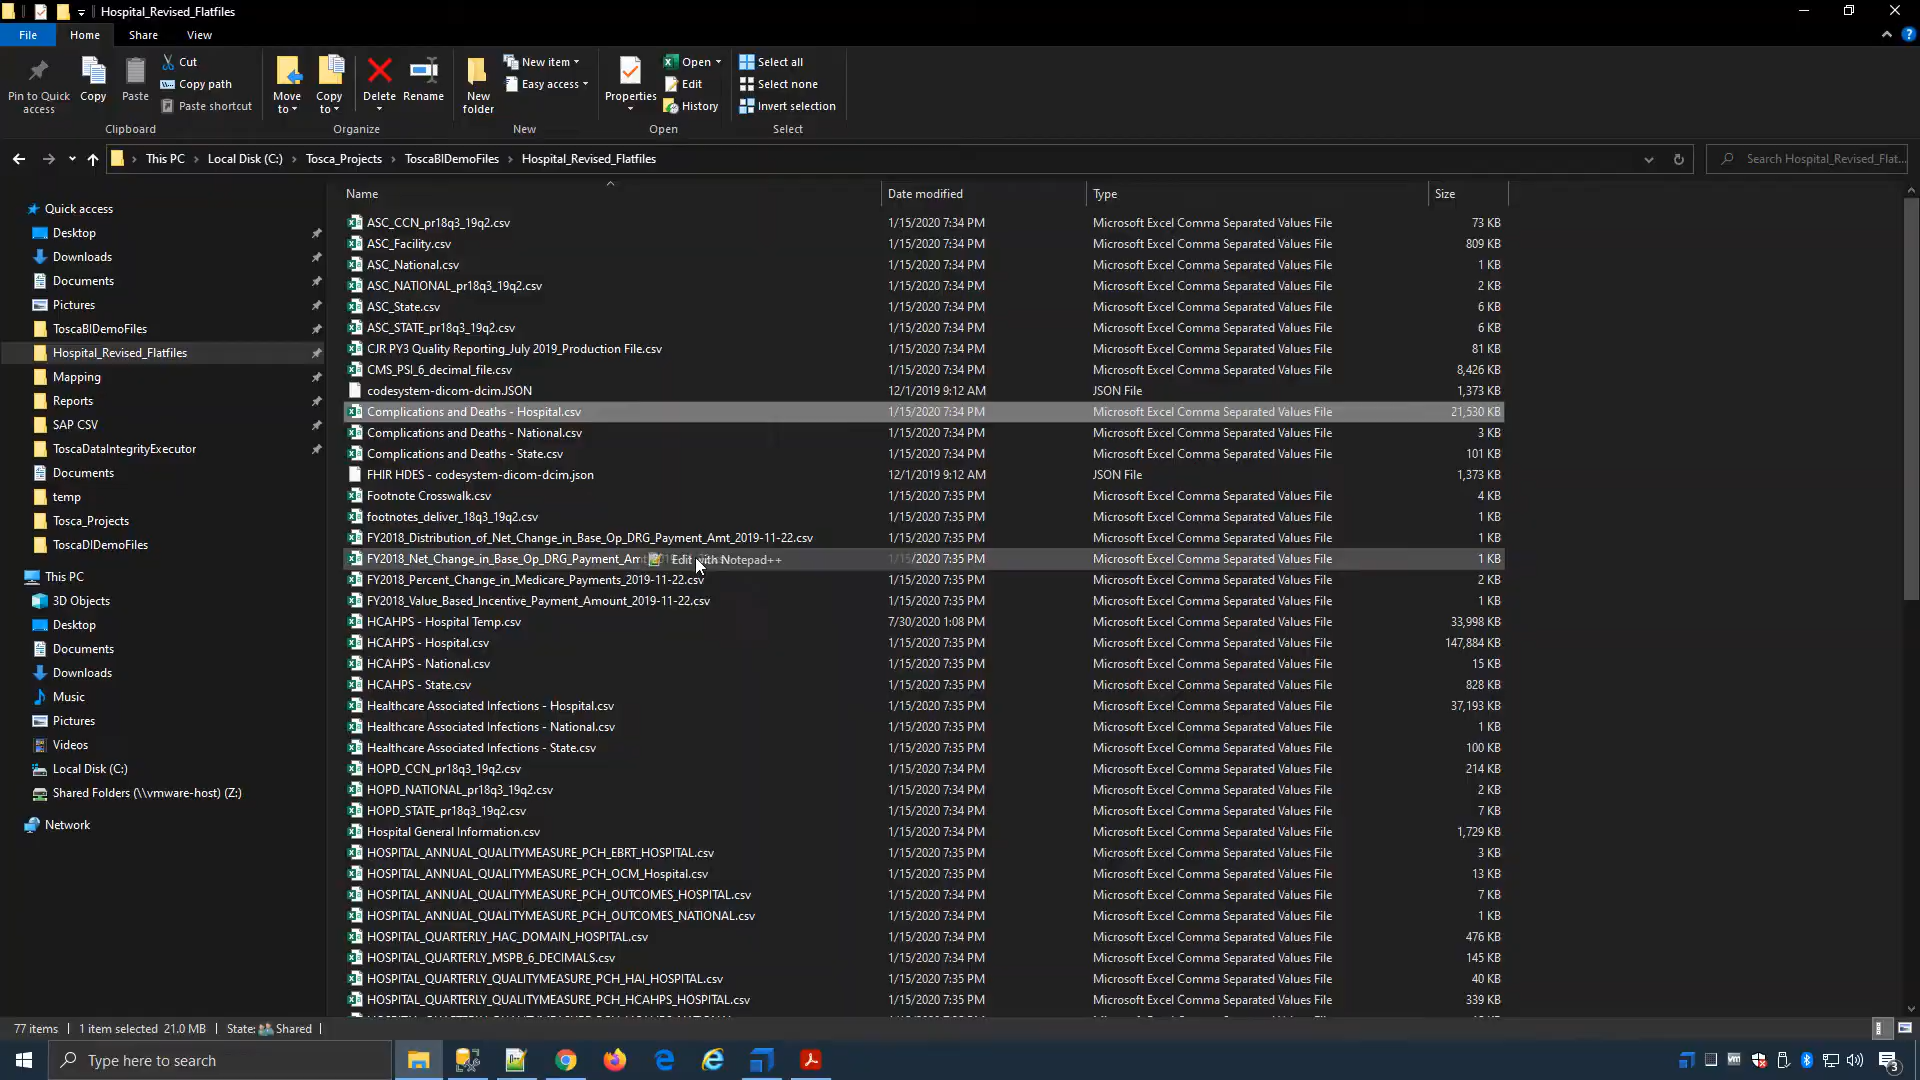 Hospital_Revised_Flatfiles
File Home Share View
Pin to Quick access
Copy
Paste
Cut
Copy path
Paste shortcut
Clipboard
Move to
Copy to
Delete
Rename
Organize
New folder
New item
Easy access
New
Properties
Open
Edit
History
Open
Select all
Select none
Invert selection
Select
This PC > Local Disk (C:) > Tosca_Projects > ToscaBIDemoFiles > Hospital_Revised_Flatfiles
Search Hospital_Revised_Flat...
Quick access
Desktop
Downloads
Documents
Pictures
ToscaBIDemoFiles
Hospital_Revised_Flatfiles
Mapping
Reports
SAP CSV
ToscaDataIntegrityExecutor
Documents
temp
Tosca_Projects
ToscaDIDemoFiles
This PC
3D Objects
Desktop
Documents
Downloads
Music
Pictures
Videos
Local Disk (C:)
Shared Folders (\\vmware-host) (Z:)
Network
Name Date modified Type Size
ASC_CCN_pr18q3_19q2.csv 1/15/2020 7:34 PM Microsoft Excel Comma Separated Values File 73 KB
ASC_Facility.csv 1/15/2020 7:34 PM Microsoft Excel Comma Separated Values File 809 KB
ASC_National.csv 1/15/2020 7:34 PM Microsoft Excel Comma Separated Values File 1 KB
ASC_NATIONAL_pr18q3_19q2.csv 1/15/2020 7:34 PM Microsoft Excel Comma Separated Values File 2 KB
ASC_State.csv 1/15/2020 7:34 PM Microsoft Excel Comma Separated Values File 6 KB
ASC_STATE_pr18q3_19q2.csv 1/15/2020 7:34 PM Microsoft Excel Comma Separated Values File 6 KB
CJR PY3 Quality Reporting_July 2019_Production File.csv 1/15/2020 7:34 PM Microsoft Excel Comma Separated Values File 81 KB
CMS_PSI_6_decimal_file.csv 1/15/2020 7:34 PM Microsoft Excel Comma Separated Values File 8,426 KB
codesystem-dicom-dcim.JSON 12/1/2019 9:12 AM JSON File 1,373 KB
Complications and Deaths - Hospital.csv 1/15/2020 7:34 PM Microsoft Excel Comma Separated Values File 21,530 KB
Complications and Deaths - National.csv 1/15/2020 7:34 PM Microsoft Excel Comma Separated Values File 3 KB
Complications and Deaths - State.csv 1/15/2020 7:34 PM Microsoft Excel Comma Separated Values File 101 KB
FHIR HDES - codesystem-dicom-dcim.json 12/1/2019 9:12 AM JSON File 1,373 KB
Footnote Crosswalk.csv 1/15/2020 7:35 PM Microsoft Excel Comma Separated Values File 4 KB
footnotes_deliver_18q3_19q2.csv 1/15/2020 7:35 PM Microsoft Excel Comma Separated Values File 1 KB
FY2018_Distribution_of_Net_Change_in_Base_Op_DRG_Payment_Amt_2019-11-22.csv 1/15/2020 7:35 PM Microsoft Excel Comma Separated Values File 1 KB
FY2018_Net_Change_in_Base_Op_DRG_Payment_Am Edit with Notepad++ 1/15/2020 7:35 PM Microsoft Excel Comma Separated Values File 1 KB
FY2018_Percent_Change_in_Medicare_Payments_2019-11-22.csv 1/15/2020 7:35 PM Microsoft Excel Comma Separated Values File 2 KB
FY2018_Value_Based_Incentive_Payment_Amount_2019-11-22.csv 1/15/2020 7:35 PM Microsoft Excel Comma Separated Values File 1 KB
HCAHPS - Hospital Temp.csv 7/30/2020 1:08 PM Microsoft Excel Comma Separated Values File 33,998 KB
HCAHPS - Hospital.csv 1/15/2020 7:35 PM Microsoft Excel Comma Separated Values File 147,884 KB
HCAHPS - National.csv 1/15/2020 7:35 PM Microsoft Excel Comma Separated Values File 15 KB
HCAHPS - State.csv 1/15/2020 7:35 PM Microsoft Excel Comma Separated Values File 828 KB
Healthcare Associated Infections - Hospital.csv 1/15/2020 7:35 PM Microsoft Excel Comma Separated Values File 37,193 KB
Healthcare Associated Infections - National.csv 1/15/2020 7:35 PM Microsoft Excel Comma Separated Values File 1 KB
Healthcare Associated Infections - State.csv 1/15/2020 7:35 PM Microsoft Excel Comma Separated Values File 100 KB
HOPD_CCN_pr18q3_19q2.csv 1/15/2020 7:34 PM Microsoft Excel Comma Separated Values File 214 KB
HOPD_NATIONAL_pr18q3_19q2.csv 1/15/2020 7:34 PM Microsoft Excel Comma Separated Values File 2 KB
HOPD_STATE_pr18q3_19q2.csv 1/15/2020 7:34 PM Microsoft Excel Comma Separated Values File 7 KB
Hospital General Information.csv 1/15/2020 7:34 PM Microsoft Excel Comma Separated Values File 1,729 KB
HOSPITAL_ANNUAL_QUALITYMEASURE_PCH_EBRT_HOSPITAL.csv 1/15/2020 7:35 PM Microsoft Excel Comma Separated Values File 3 KB
HOSPITAL_ANNUAL_QUALITYMEASURE_PCH_OCM_Hospital.csv 1/15/2020 7:34 PM Microsoft Excel Comma Separated Values File 13 KB
HOSPITAL_ANNUAL_QUALITYMEASURE_PCH_OUTCOMES_HOSPITAL.csv 1/15/2020 7:34 PM Microsoft Excel Comma Separated Values File 7 KB
HOSPITAL_ANNUAL_QUALITYMEASURE_PCH_OUTCOMES_NATIONAL.csv 1/15/2020 7:34 PM Microsoft Excel Comma Separated Values File 1 KB
HOSPITAL_QUARTERLY_HAC_DOMAIN_HOSPITAL.csv 1/15/2020 7:34 PM Microsoft Excel Comma Separated Values File 476 KB
HOSPITAL_QUARTERLY_MSPB_6_DECIMALS.csv 1/15/2020 7:34 PM Microsoft Excel Comma Separated Values File 145 KB
HOSPITAL_QUARTERLY_QUALITYMEASURE_PCH_HAI_HOSPITAL.csv 1/15/2020 7:35 PM Microsoft Excel Comma Separated Values File 40 KB
HOSPITAL_QUARTERLY_QUALITYMEASURE_PCH_HCAHPS_HOSPITAL.csv 1/15/2020 7:34 PM Microsoft Excel Comma Separated Values File 339 KB
77 items 1 item selected 21.0 MB State: Shared
Type here to search
3